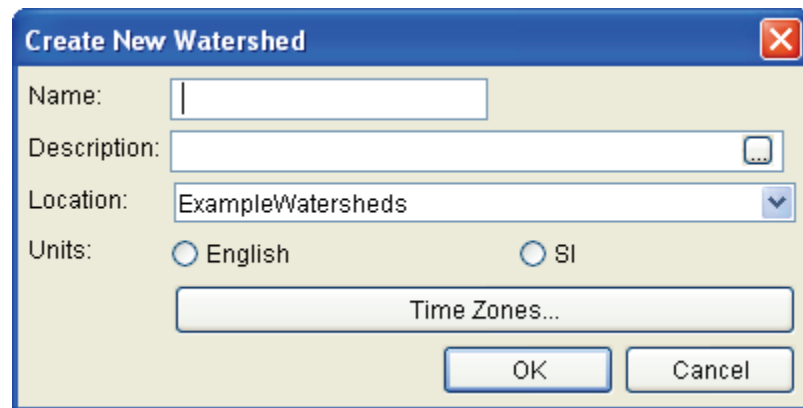 Create New Watershed
Name:
Description:
...
Location:
ExampleWatersheds
Units:
English
SI
Time Zones...
OK
Cancel